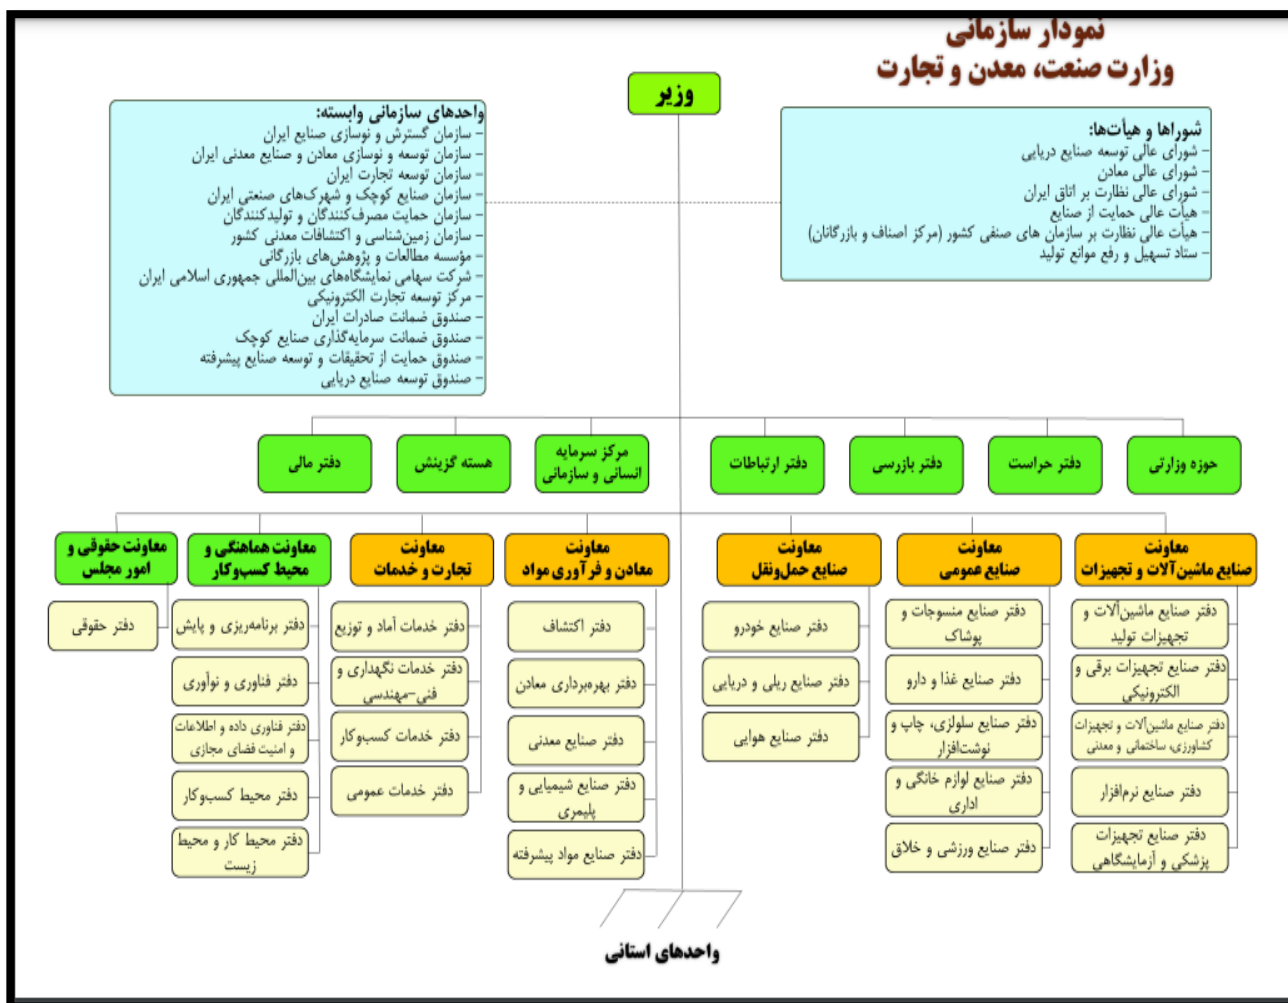 نمودار سازمانی
وزارت صنعت، معدن و تجارت
وزیر
شوراها و هیأت‌ها:
– شورای عالی توسعه صنایع دریایی
– شورای عالی معادن
– شورای عالی نظارت بر اتاق ایران
– هیأت عالی حمایت از صنایع
– هیأت عالی نظارت بر سازمان های صنفی کشور (مرکز اصناف و بازرگانان)
– ستاد تسهیل و رفع موانع تولید
واحدهای سازمانی وابسته:
– سازمان گسترش و نوسازی صنایع ایران
– سازمان توسعه و نوسازی معادن و صنایع معدنی ایران
– سازمان توسعه تجارت ایران
– سازمان صنایع کوچک و شهرک‌های صنعتی ایران
– سازمان حمایت مصرف‌کنندگان و تولیدکنندگان
– سازمان زمین‌شناسی و اکتشافات معدنی کشور
– مؤسسه مطالعات و پژوهش‌های بازرگانی
– شرکت سهامی نمایشگاه‌های بین‌المللی جمهوری اسلامی ایران
– مرکز توسعه تجارت الکترونیکی
– صندوق ضمانت صادرات ایران
– صندوق ضمانت سرمایه‌گذاری صنایع کوچک
– صندوق حمایت از تحقیقات و توسعه صنایع پیشرفته
– صندوق توسعه صنایع دریایی
حوزه وزارتی
دفتر حراست
دفتر بازرسی
دفتر ارتباطات
مرکز سرمایه
انسانی و سازمانی
هسته گزینش
دفتر مالی
معاونت
صنایع ماشین‌آلات و تجهیزات
دفتر صنایع ماشین‌آلات و
تجهیزات تولید
دفتر صنایع تجهیزات برقی و
الکترونیکی
دفتر صنایع ماشین‌آلات و تجهیزات
کشاورزی، ساختمانی و معدنی
دفتر صنایع نرم‌افزار
دفتر صنایع تجهیزات
پزشکی و آزمایشگاهی
معاونت
صنایع عمومی
دفتر صنایع منسوجات و
پوشاک
دفتر صنایع غذا و دارو
دفتر صنایع سلولزی، چاپ و
نوشت‌افزار
دفتر صنایع لوازم خانگی و
اداری
دفتر صنایع ورزشی و خلاق
معاونت
صنایع حمل‌ونقل
دفتر صنایع خودرو
دفتر صنایع ریلی و دریایی
دفتر صنایع هوایی
معاونت
معادن و فرآوری مواد
دفتر اکتشاف
دفتر بهره‌برداری معادن
دفتر صنایع معدنی
دفتر صنایع شیمیایی و
پلیمری
دفتر صنایع مواد پیشرفته
معاونت
تجارت و خدمات
دفتر خدمات آماد و توزیع
دفتر خدمات نگهداری و
فنی-مهندسی
دفتر خدمات کسب‌وکار
دفتر خدمات عمومی
معاونت هماهنگی و
محیط کسب‌وکار
دفتر برنامه‌ریزی و پایش
دفتر فناوری و نوآوری
دفتر فناوری داده و اطلاعات
و امنیت فضای مجازی
دفتر محیط کسب‌وکار
دفتر محیط کار و محیط
زیست
معاونت حقوقی و
امور مجلس
دفتر حقوقی
واحدهای استانی